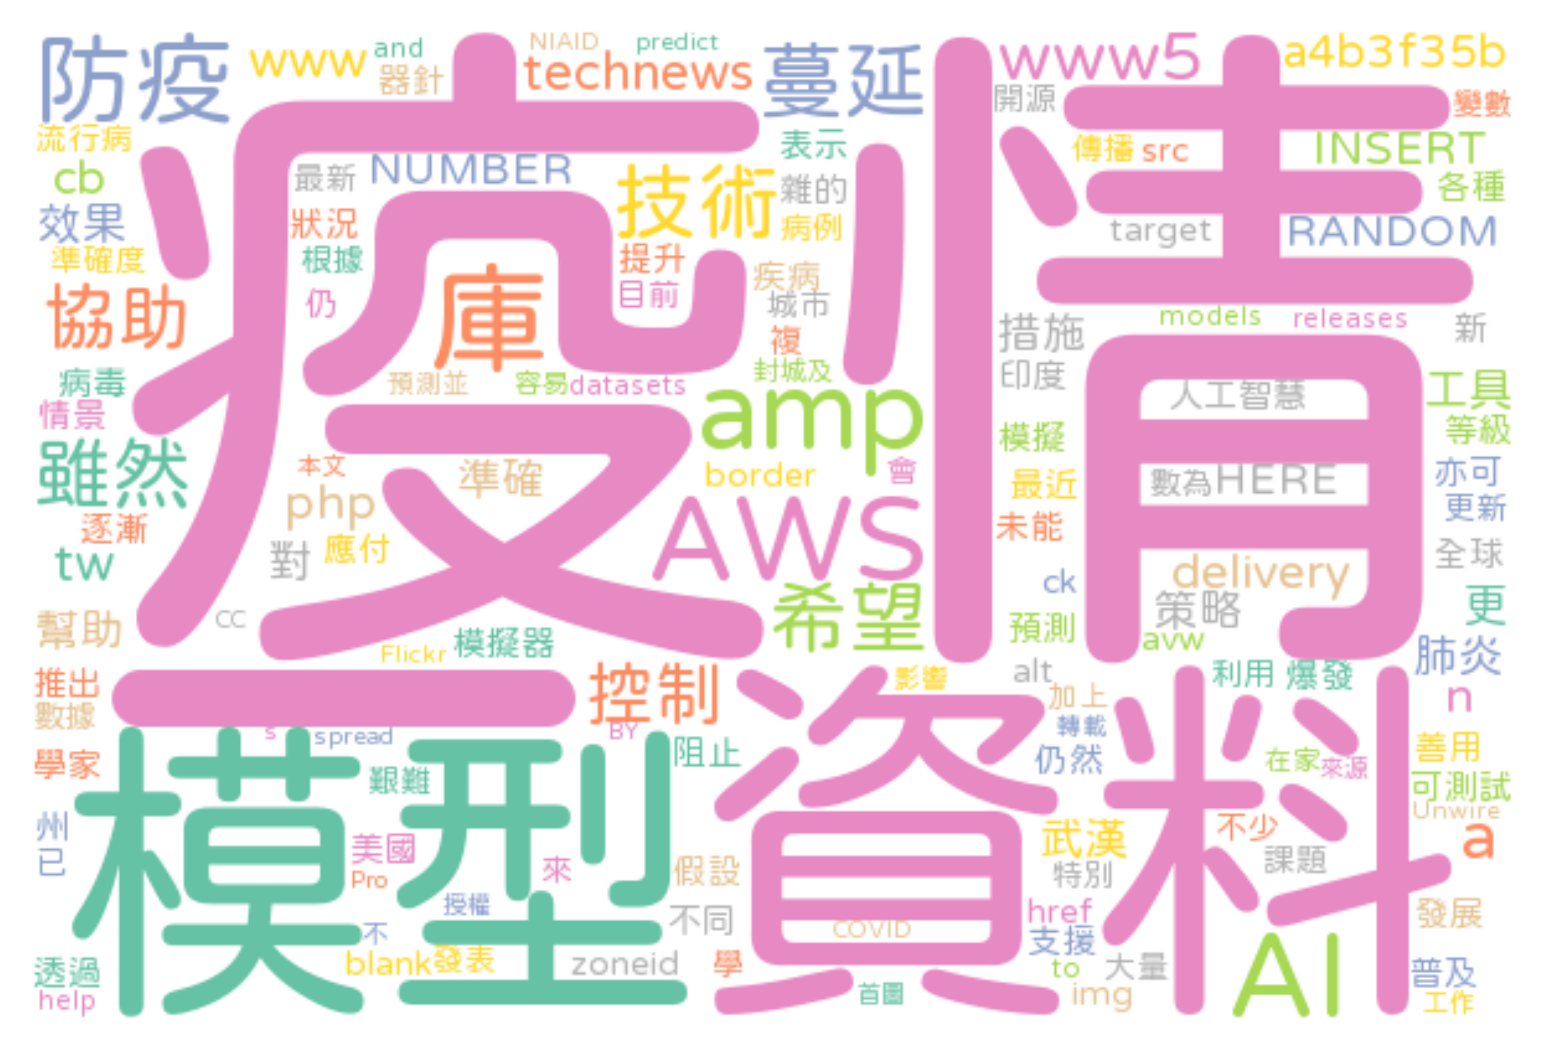 防疫
www
and
器針
NIAID
predict
technews
蔓延
www5
a4b3f35b
疫情
開源
變數
流行病
cb
最新
NUMBER
技術
表示
雜的
傳播
src
INSERT
各種
效果
狀況
病例
target
RANDOM
準確度
根據
提升
疾病
協助
仍
庫
目前
城市
models
releases
新
措施
複
病毒
預測並
容易
datasets
封城及
印度
人工智慧
工具
情景
amp
模擬
等級
雖然
本文
準確
border
會
最近
數為
HERE
亦可
php
AWS
更新
逐漸
未能
tw
對
應付
全球
ck
delivery
幫助
cc
希望
策略
更
Flickr
模擬器
預測
avw
肺炎
推出
控制
影響
alt
利用
爆發
數據
加上
n
s
spread
BY
轉載
學家
模型
艱難
阻止
資料
仍然
在家
來源
善用
可測試
Unwire
州
已
美國
Pro
來
假設
武漢
不少
a
課題
特別
授權
不
不同
COVID
href
發展
支援
透過
blank
發表
zoneid
學
to
大量
AI
普及
help
首圖
img
工作